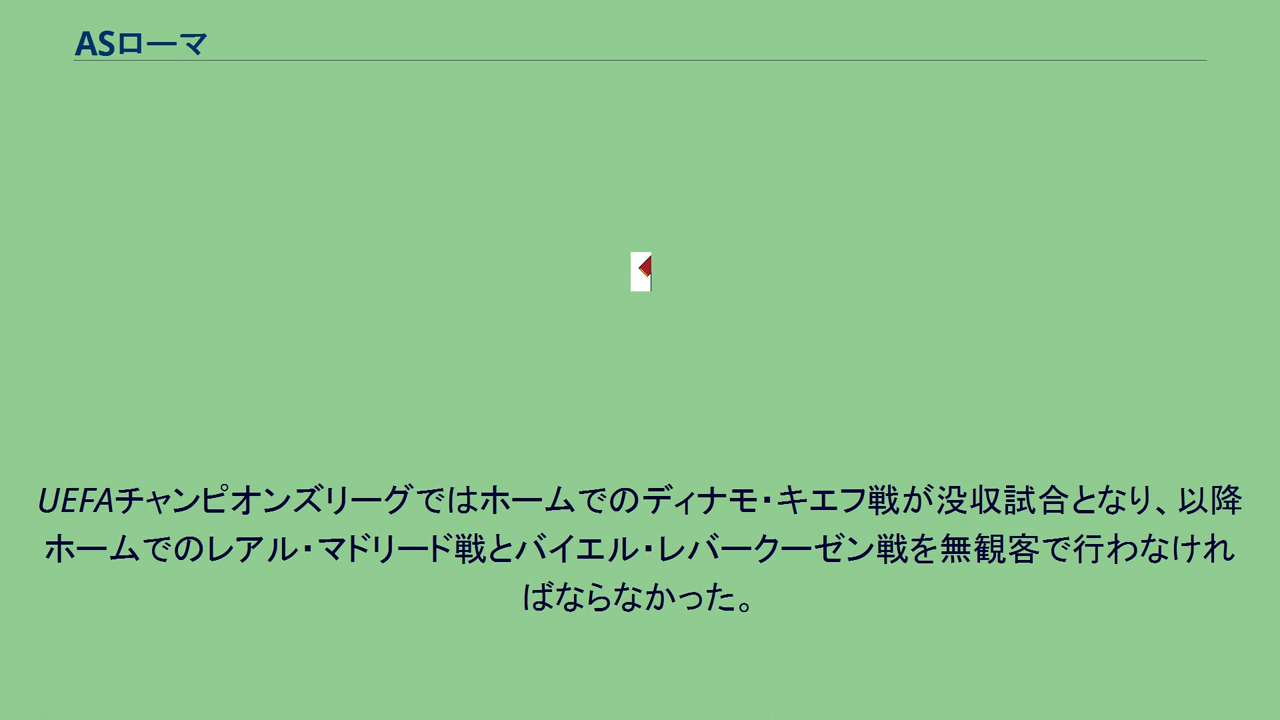 ASローマ
UEFAチャンピオンズリーグではホームでのディナモ・キエフ戦が没収試合となり、以降
ホームでのレアル・マドリード戦とバイエル・レバークーゼン戦を無観客で行わなけれ
ばならなかった。